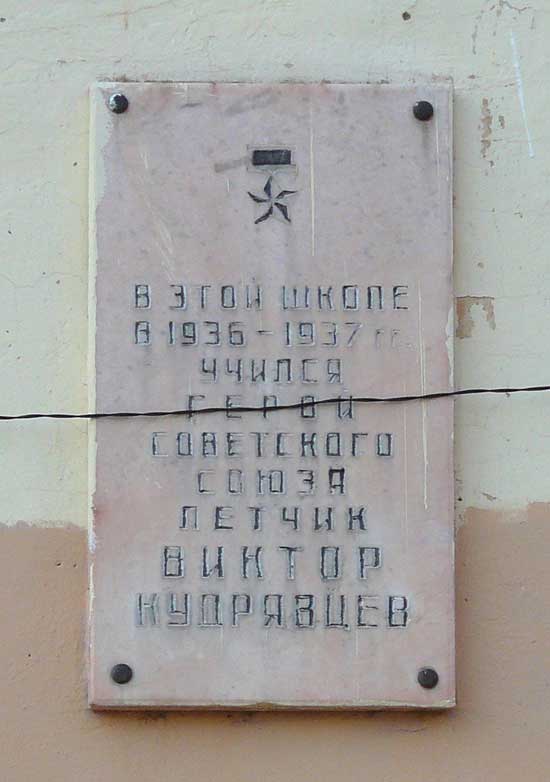 В ЭТОЙ ШКОЛЕ
В 1936-1937 гг.
УЧИЛСЯ
ГЕРОЙ
СОВЕТСКОГО
СОЮЗА
ЛЕТЧИК
ВИКТОР
КУДРЯВЦЕВ